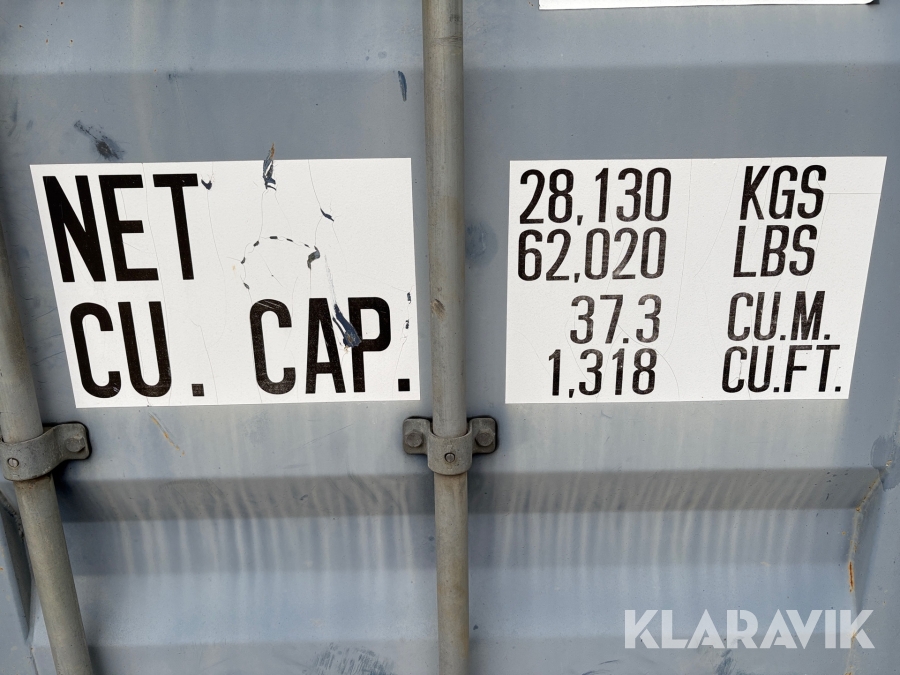 NET 28,130 KGS
62,020 LBS
CU. CAP. 37.3 CU.M.
1,318 CU.FT.
KLARAVIK